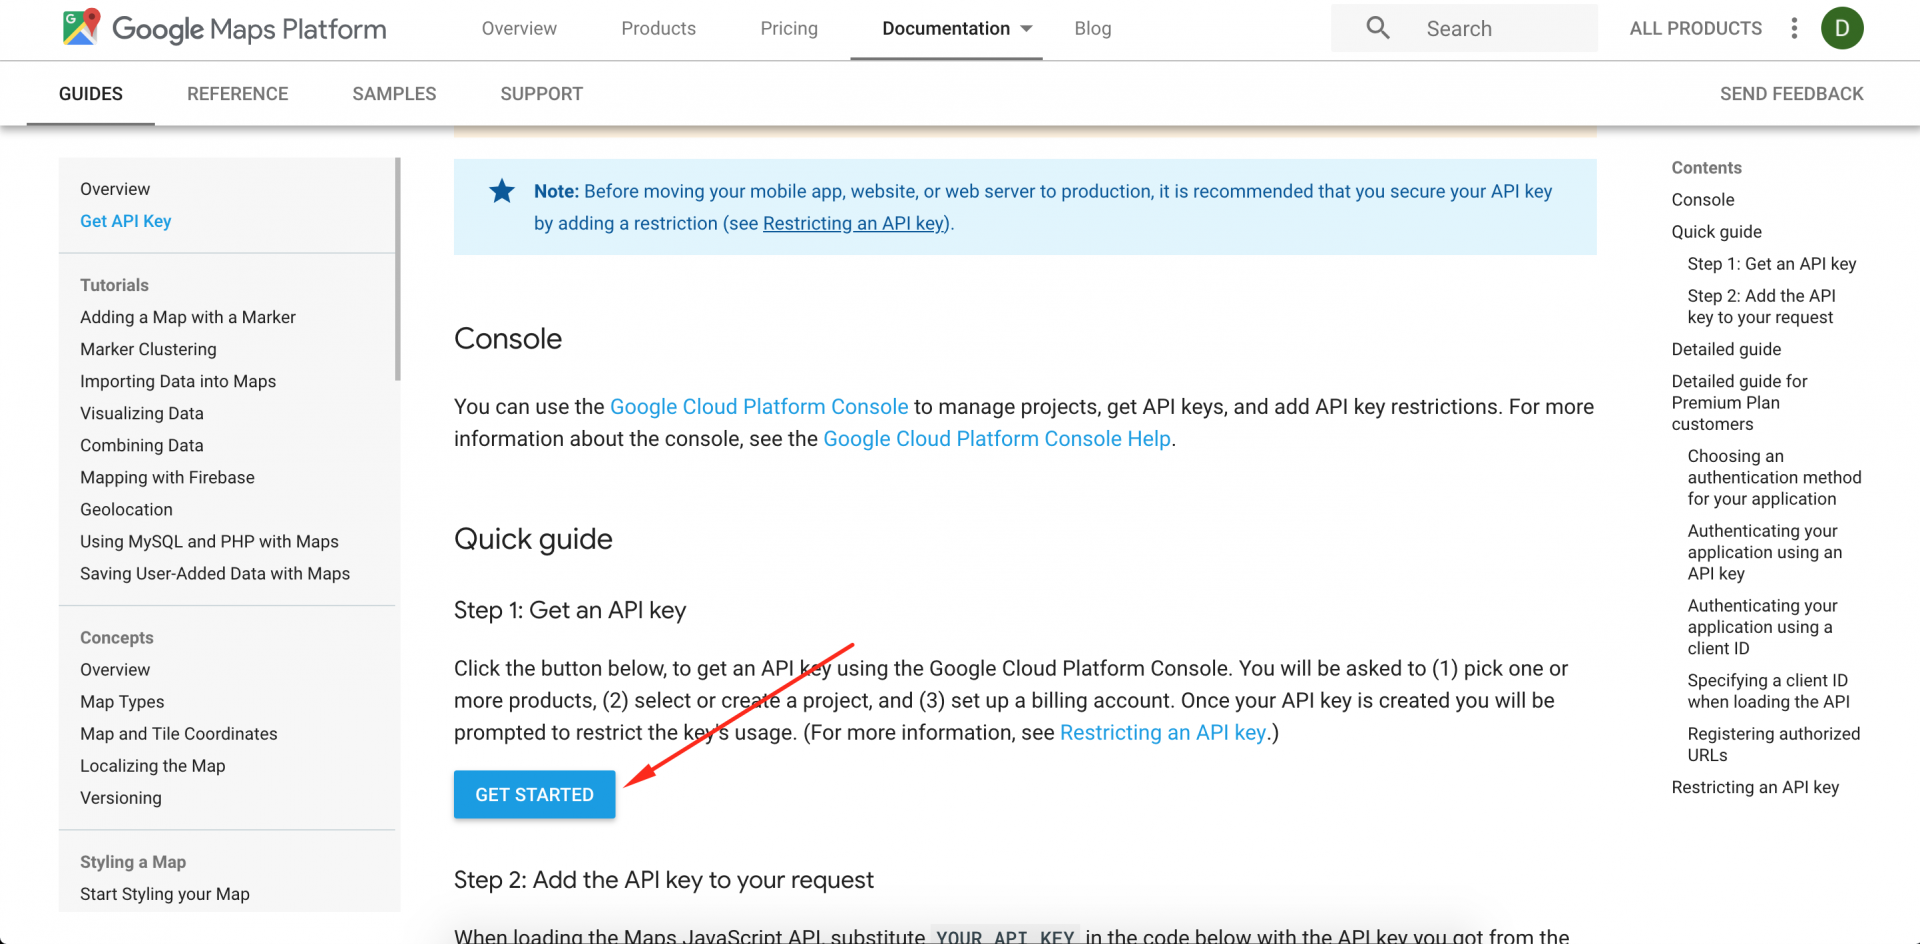 Google Maps Platform
Overview
Products
Pricing
Documentation
Blog
Search
ALL PRODUCTS
D
GUIDES
REFERENCE
SAMPLES
SUPPORT
SEND FEEDBACK
Overview
Get API Key
Tutorials
Adding a Map with a Marker
Marker Clustering
Importing Data into Maps
Visualizing Data
Combining Data
Mapping with Firebase
Geolocation
Using MySQL and PHP with Maps
Saving User-Added Data with Maps
Concepts
Overview
Map Types
Map and Tile Coordinates
Localizing the Map
Versioning
Styling a Map
Start Styling your Map
Note: Before moving your mobile app, website, or web server to production, it is recommended that you secure your API key
by adding a restriction (see Restricting an API key).
Console
You can use the Google Cloud Platform Console to manage projects, get API keys, and add API key restrictions. For more
information about the console, see the Google Cloud Platform Console Help.
Quick guide
Step 1: Get an API key
Click the button below, to get an API key using the Google Cloud Platform Console. You will be asked to (1) pick one or
more products, (2) select or create a project, and (3) set up a billing account. Once your API key is created you will be
prompted to restrict the key's usage. (For more information, see Restricting an API key.)
GET STARTED
Step 2: Add the API key to your request
When loading the Maps JavaScript API, substitute YOUR_API_KEY in the code below with the API key you got from the
Contents
Console
Quick guide
Step 1: Get an API key
Step 2: Add the API
key to your request
Detailed guide
Detailed guide for
Premium Plan
customers
Choosing an
authentication method
for your application
Authenticating your
application using an
API key
Authenticating your
application using a
client ID
Specifying a client ID
when loading the API
Registering authorized
URLs
Restricting an API key